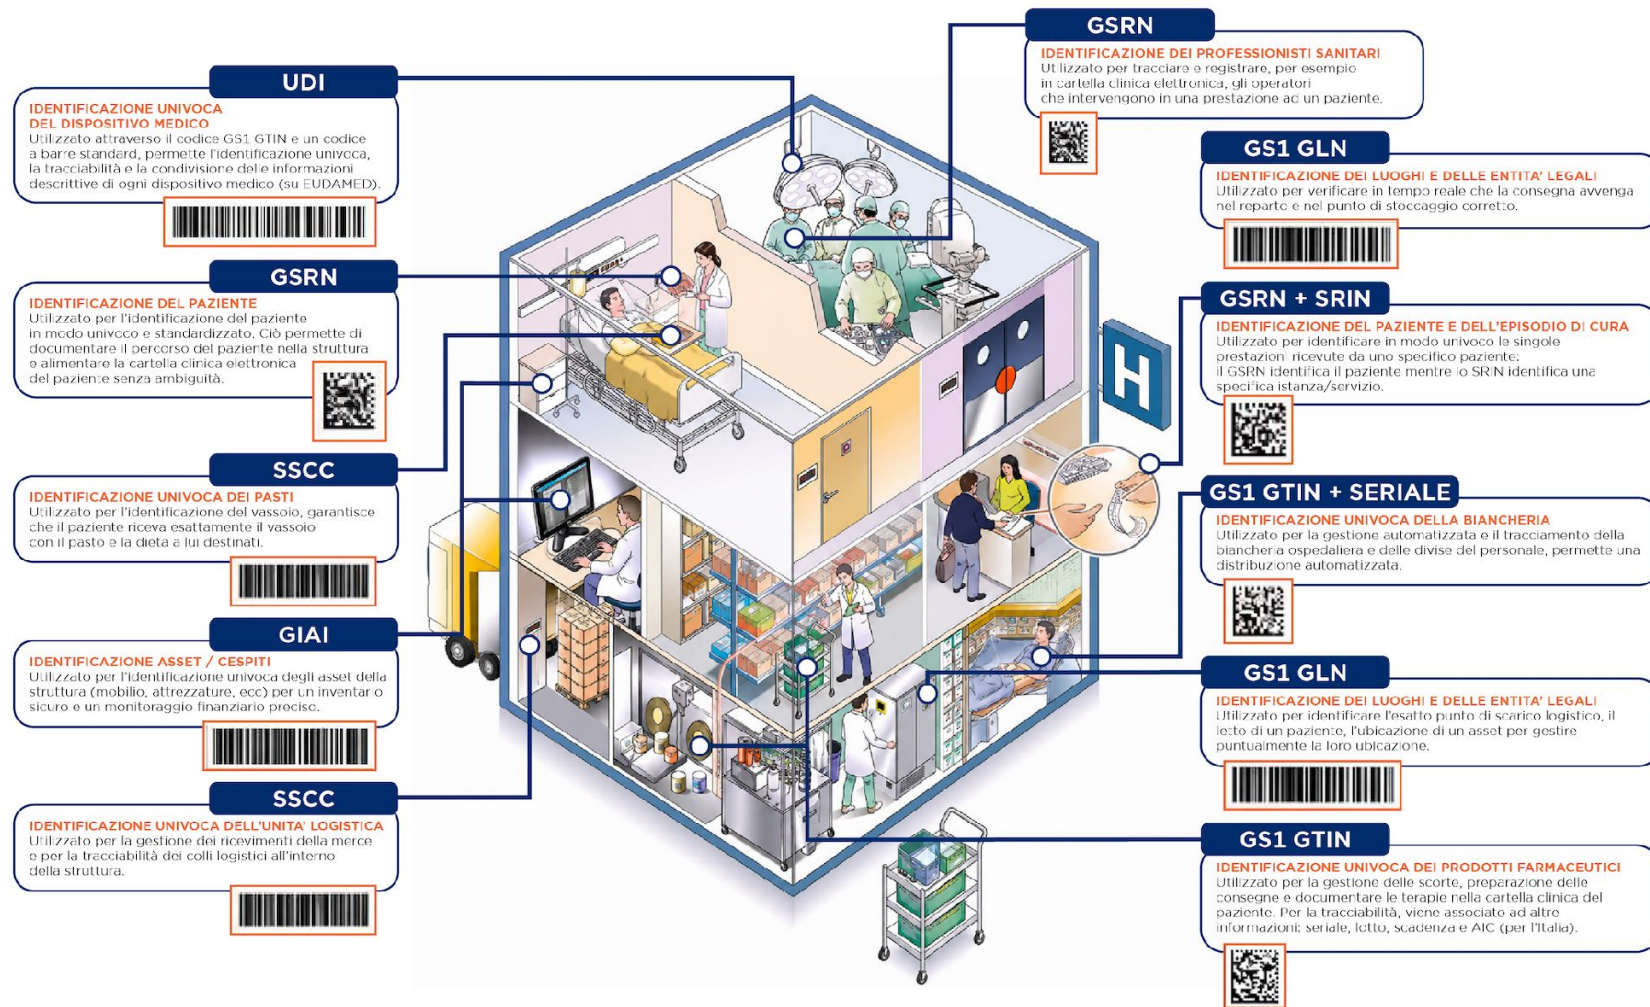 UDI
IDENTIFICAZIONE UNIVOCA
DEL DISPOSITIVO MEDICO
Utilizzato attraverso il codice GS1 GTIN e un codice
a barre standard, permette l'identificazione univoca,
la tracciabilità e la condivisione delle informazioni
descrittive di ogni dispositivo medico (su EUDAMED).
GSRN
IDENTIFICAZIONE DEL PAZIENTE
Utilizzato per l'identificazione del paziente
in modo univoco e standardizzato. Ciò permette di
documentare il percorso del paziente nella struttura
e alimentare la cartella clinica elettronica
del paziente senza ambiguità.
SSCC
IDENTIFICAZIONE UNIVOCA DEI PASTI
Utilizzato per l'identificazione del vassoio, garantisce
che il paziente riceva esattamente il vassoio
con il pasto e la dieta a lui destinati.
GIAI
IDENTIFICAZIONE ASSET / CESPITI
Utilizzato per l'identificazione univoca degli asset della
struttura (mobilio, attrezzature, ecc) per un inventario
sicuro e un monitoraggio finanziario preciso.
SSCC
IDENTIFICAZIONE UNIVOCA DELL'UNITA' LOGISTICA
Utilizzato per la gestione dei ricevimenti della merce
e per la tracciabilità dei colli logistici all'interno
della struttura.
GSRN
IDENTIFICAZIONE DEI PROFESSIONISTI SANITARI
Utilizzato per tracciare e registrare, per esempio
in cartella clinica elettronica, gli operatori
che intervengono in una prestazione ad un paziente.
GS1 GLN
IDENTIFICAZIONE DEI LUOGHI E DELLE ENTITA' LEGALI
Utilizzato per verificare in tempo reale che la consegna avvenga
nel reparto e nel punto di stoccaggio corretto.
GSRN + SRIN
IDENTIFICAZIONE DEL PAZIENTE E DELL'EPISODIO DI CURA
Utilizzato per identificare in modo univoco le singole
prestazioni ricevute da uno specifico paziente:
il GSRN identifica il paziente mentre lo SRIN identifica una
specifica istanza/servizio.
H
GS1 GTIN + SERIALE
IDENTIFICAZIONE UNIVOCA DELLA BIANCHERIA
Utilizzato per la gestione automatizzata e il tracciamento della
biancheria ospedaliera e delle divise del personale, permette una
distribuzione automatizzata.
GS1 GLN
IDENTIFICAZIONE DEI LUOGHI E DELLE ENTITA' LEGALI
Utilizzato per identificare l'esatto punto di scarico logistico, il
letto di un paziente, l'ubicazione di un asset per gestire
puntualmente la loro ubicazione.
GS1 GTIN
IDENTIFICAZIONE UNIVOCA DEI PRODOTTI FARMACEUTICI
Utilizzato per la gestione delle scorte, preparazione delle
consegne e documentare le terapie nella cartella clinica del
paziente. Per la tracciabilità, viene associato ad altre
informazioni: seriale, lotto, scadenza e AIC (per l'Italia).